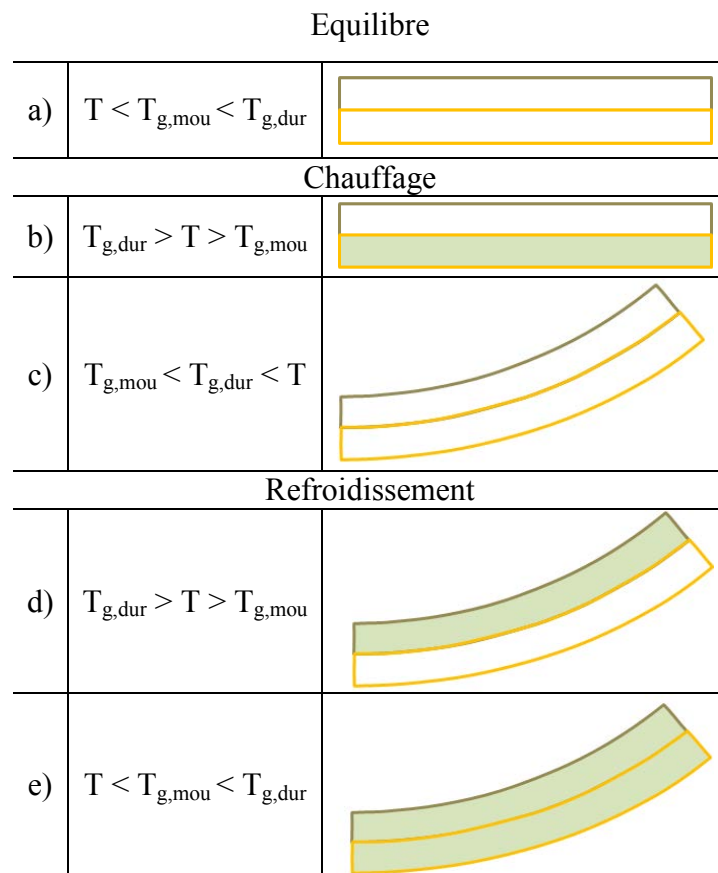 Equilibre
a) T < Tg,mou < Tg,dur
Chauffage
b) Tg,dur > T > Tg,mou
c) Tg,mou < Tg,dur < T
Refroidissement
d) Tg,dur > T > Tg,mou
e) T < Tg,mou < Tg,dur